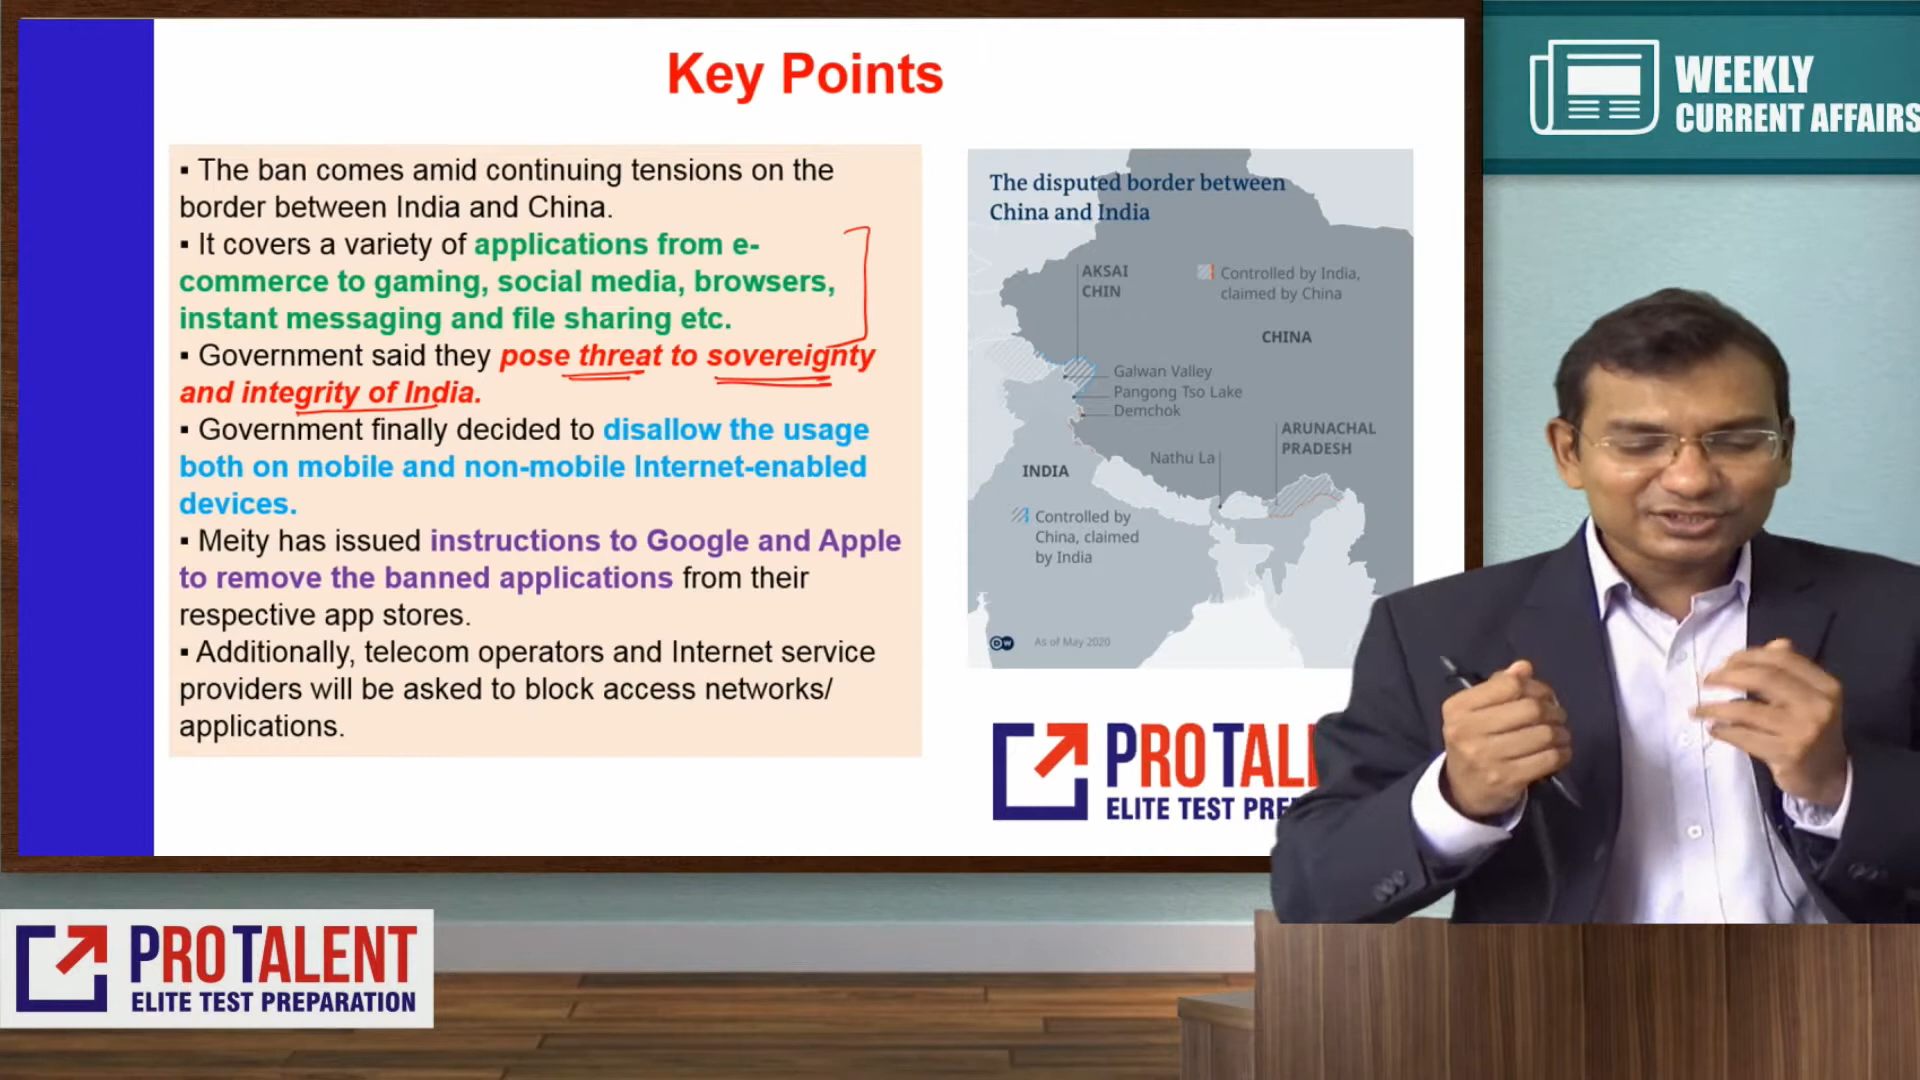 Key Points
▪ The ban comes amid continuing tensions on the
border between India and China.
▪ It covers a variety of applications from e-
commerce to gaming, social media, browsers,
instant messaging and file sharing etc.
▪ Government said they pose threat to sovereignty
and integrity of India.
▪ Government finally decided to disallow the usage
both on mobile and non-mobile Internet-enabled
devices.
▪ Meity has issued instructions to Google and Apple
to remove the banned applications from their
respective app stores.
▪ Additionally, telecom operators and Internet service
providers will be asked to block access networks/
applications.
The disputed border between
China and India
AKSAI
CHIN
Controlled by India,
claimed by China
CHINA
Galwan Valley
Pangong Tso Lake
Demchok
ARUNACHAL
PRADESH
Nathu La
INDIA
Controlled by
China, claimed
by India
DW
As of May 2020
PROTAL
ELITE TEST PRE
WEEKLY
CURRENT AFFAIRS
PROTALENT
ELITE TEST PREPARATION